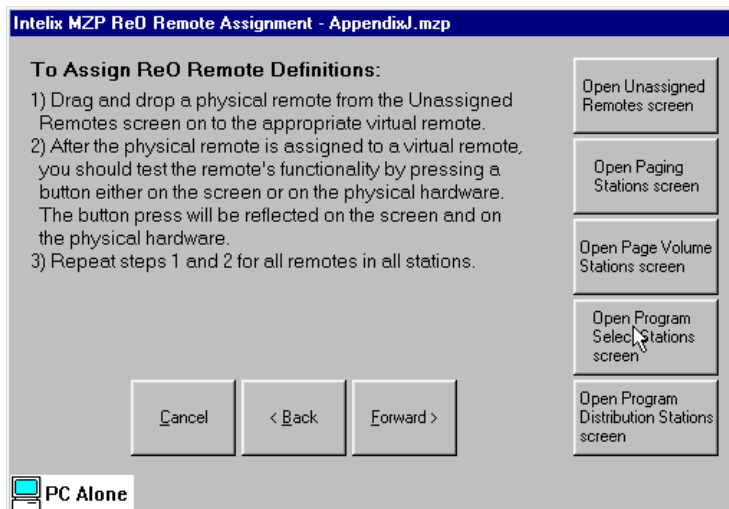 Intelix MZP ReO Remote Assignment - AppendixJ.mzp
To Assign ReO Remote Definitions:
1) Drag and drop a physical remote from the Unassigned
Remotes screen on to the appropriate virtual remote.
2) After the physical remote is assigned to a virtual remote,
you should test the remote's functionality by pressing a
button either on the screen or on the physical hardware.
The button press will be reflected on the screen and on
the physical hardware.
3) Repeat steps 1 and 2 for all remotes in all stations.
Open Unassigned
Remotes screen
Open Paging
Stations screen
Open Page Volume
Stations screen
Open Program
Select Stations
screen
Open Program
Distribution Stations
screen
Cancel
< Back
Forward >
PC Alone